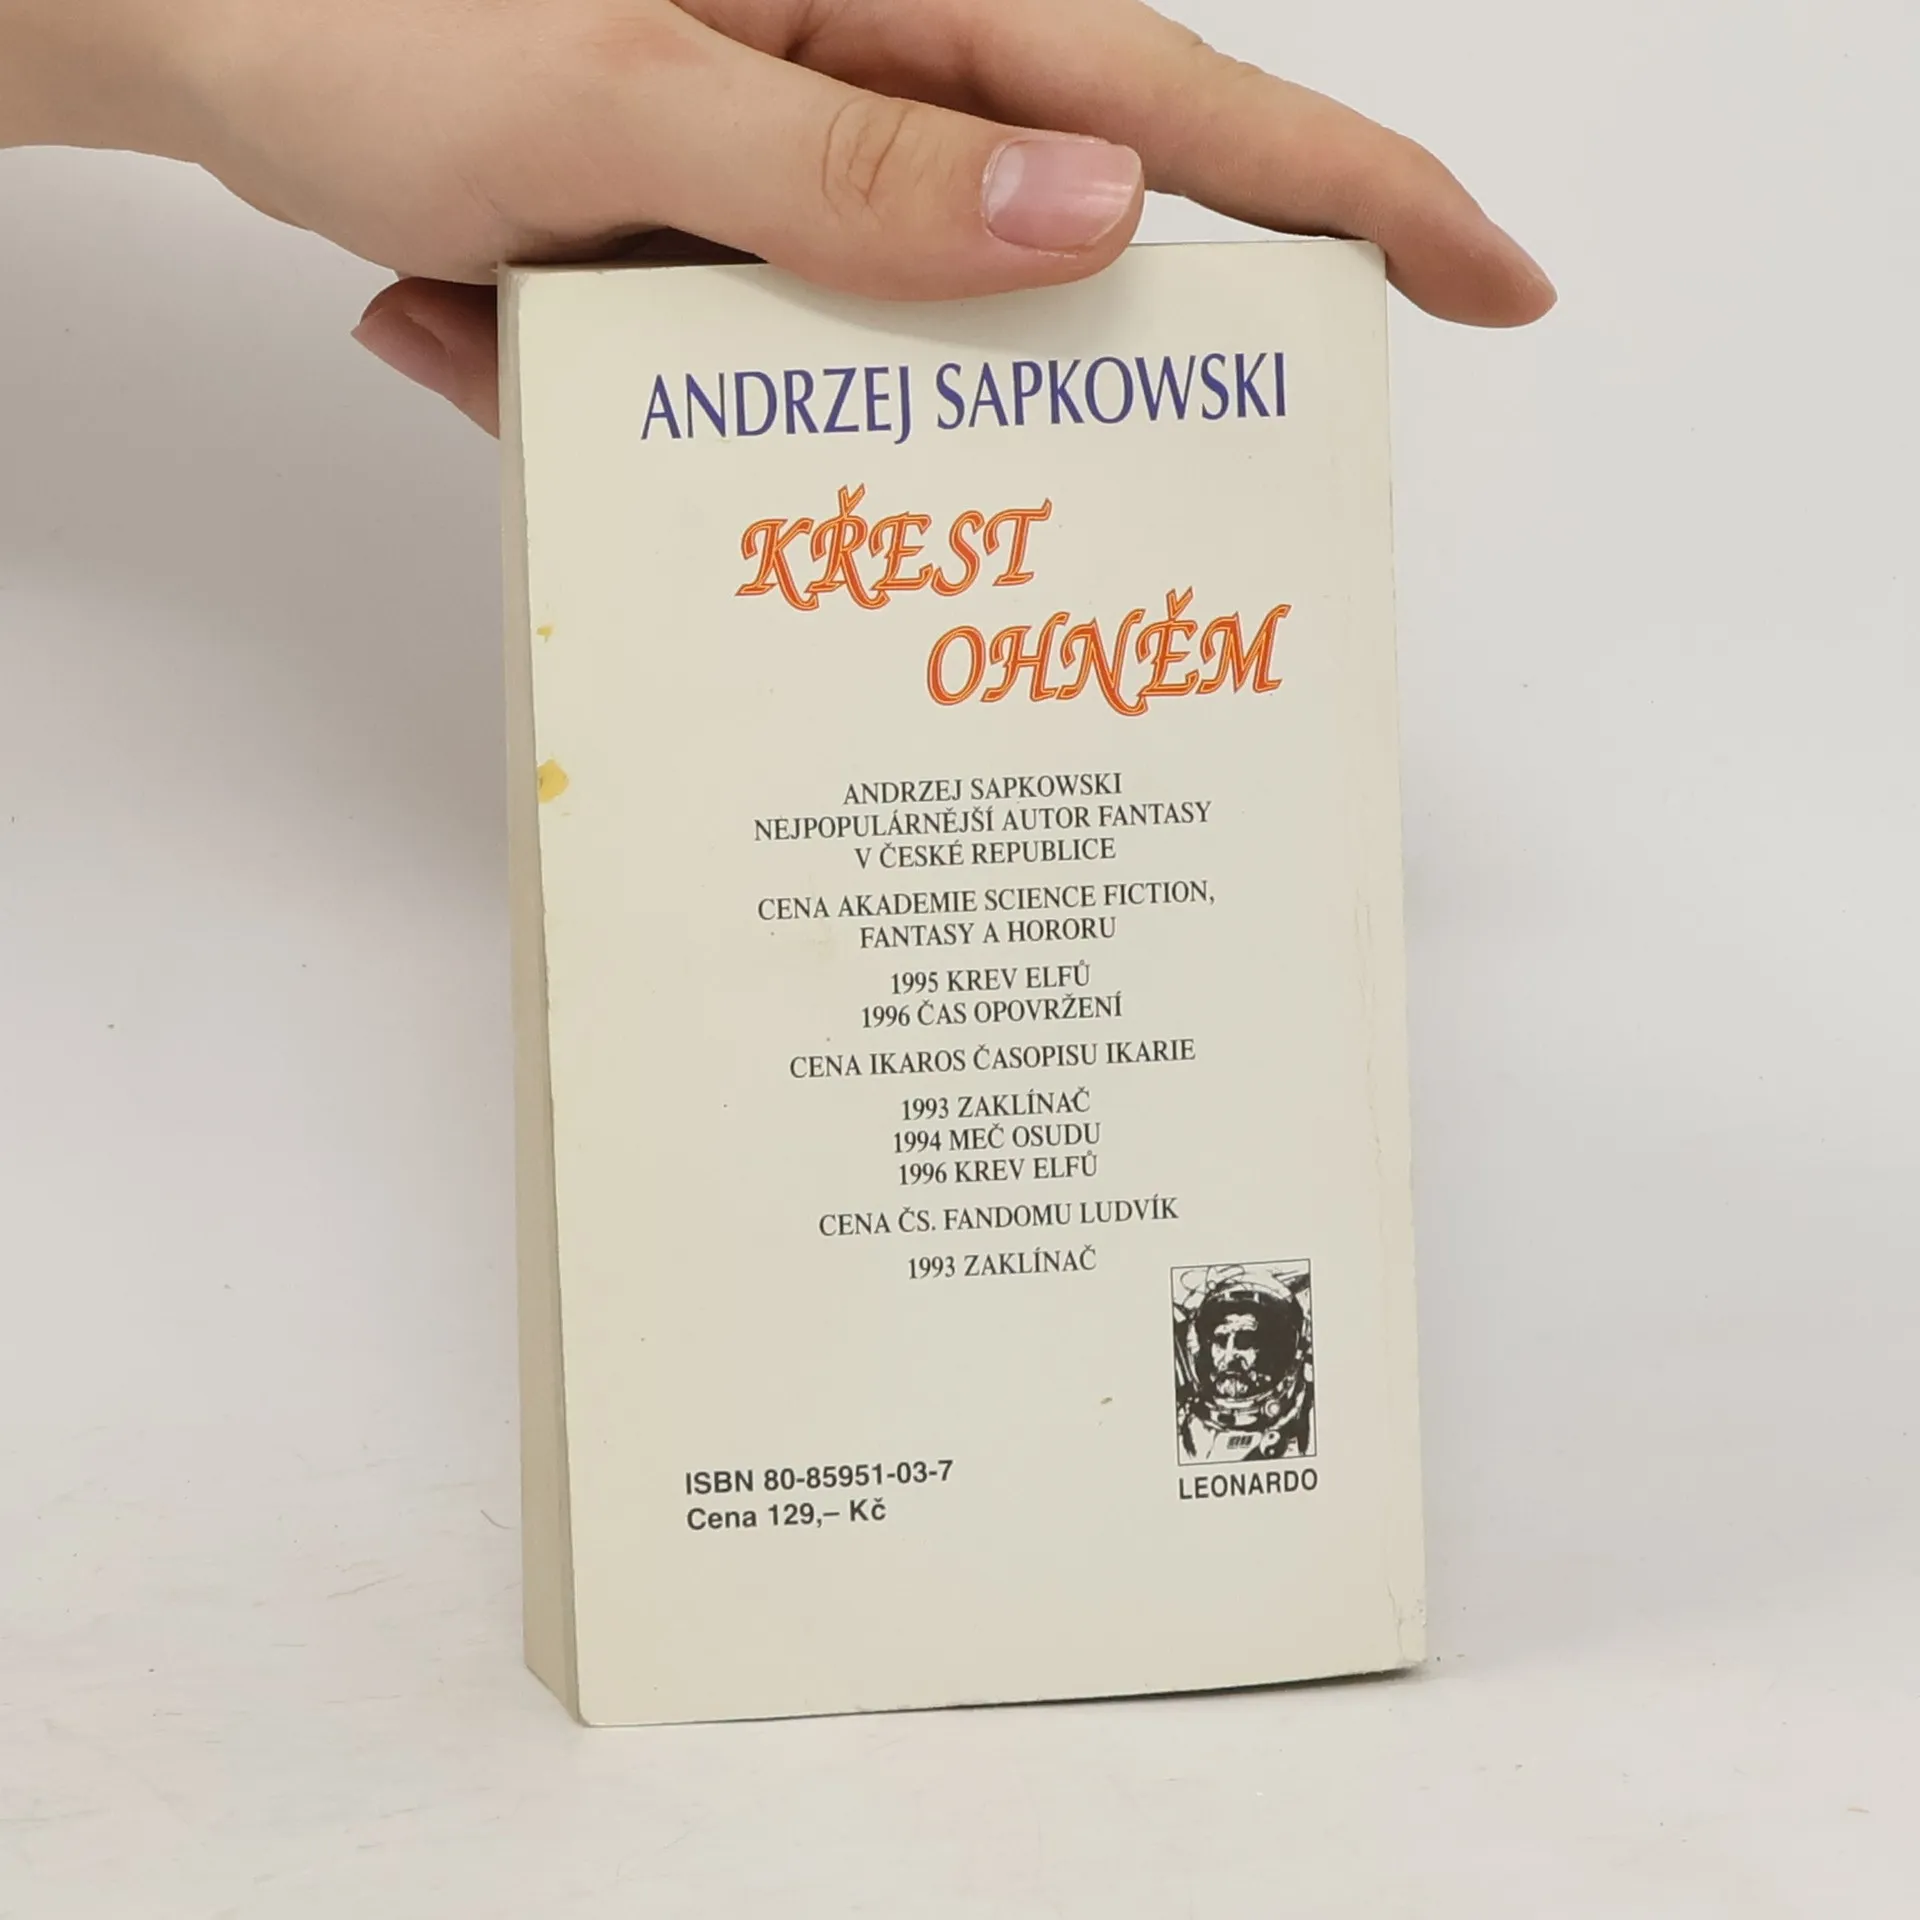 ANDRZEJ SAPKOWSKI
KŘEST
OHNĚM
ANDRZEJ SAPKOWSKI
NEJPOPULÁRNĚJŠÍ AUTOR FANTASY
V ČESKÉ REPUBLICE
CENA AKADEMIE SCIENCE FICTION,
FANTASY A HORORU
1995 KREV ELFŮ
1996 ČAS OPOVRŽENÍ
CENA IKAROS ČASOPISU IKARIE
1993 ZAKLÍNAČ
1994 MEČ OSUDU
1996 KREV ELFŮ
CENA ČS. FANDOMU LUDVÍK
1993 ZAKLÍNAČ
ISBN 80-85951-03-7
Cena 129,– Kč
LEONARDO